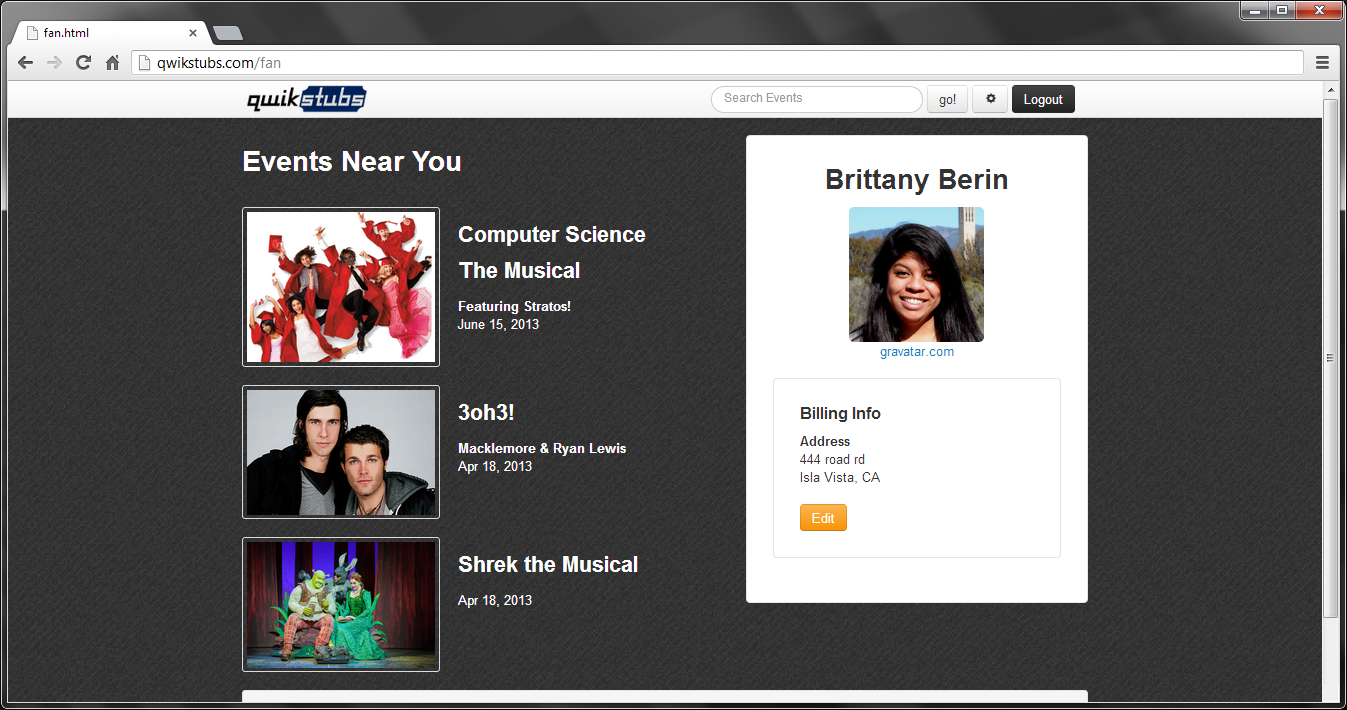 fan.html
qwikstubs.com/fan
qwikstubs
Search Events
go!
Logout
Events Near You
Computer Science
The Musical
Featuring Stratos!
June 15, 2013
3oh3!
Macklemore & Ryan Lewis
Apr 18, 2013
Shrek the Musical
Apr 18, 2013
Brittany Berin
gravatar.com
Billing Info
Address
444 road rd
Isla Vista, CA
Edit